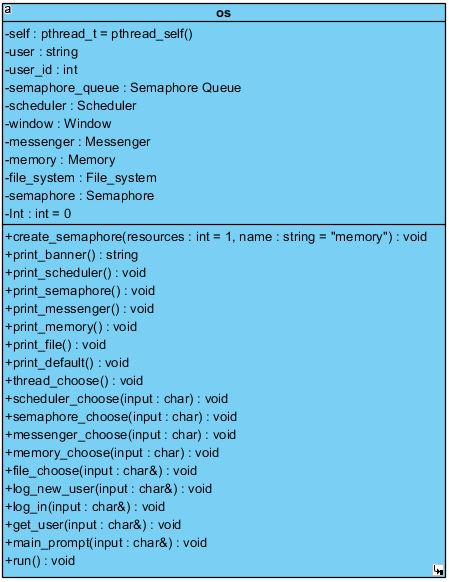 a
os
-self : pthread_t = pthread_self()
-user : string
-user_id : int
-semaphore_queue : Semaphore Queue
-scheduler : Scheduler
-window : Window
-messenger : Messenger
-memory : Memory
-file_system : File_system
-semaphore : Semaphore
-Int : int = 0
+create_semaphore(resources : int = 1, name : string = "memory") : void
+print_banner() : string
+print_scheduler() : void
+print_semaphore() : void
+print_messenger() : void
+print_memory() : void
+print_file() : void
+print_default() : void
+thread_choose() : void
+scheduler_choose(input : char) : void
+semaphore_choose(input : char) : void
+messenger_choose(input : char) : void
+memory_choose(input : char) : void
+file_choose(input : char&) : void
+log_new_user(input : char&) : void
+log_in(input : char&) : void
+get_user(input : char&) : void
+main_prompt(input : char&) : void
+run() : void